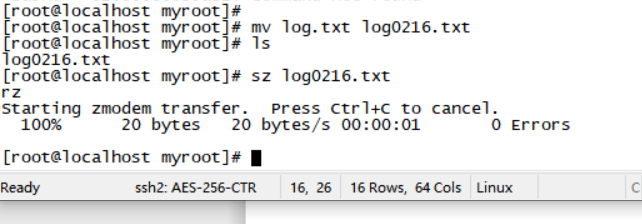 [root@localhost myroot]#
[root@localhost myroot]# mv log.txt log0216.txt
[root@localhost myroot]# ls
log0216.txt
[root@localhost myroot]# sz log0216.txt
rz
Starting zmodem transfer.  Press Ctrl+C to cancel.
  100%      20 bytes   20 bytes/s 00:00:01       0 Errors
[root@localhost myroot]#
Ready ssh2: AES-256-CTR 16, 26 16 Rows, 64 Cols Linux